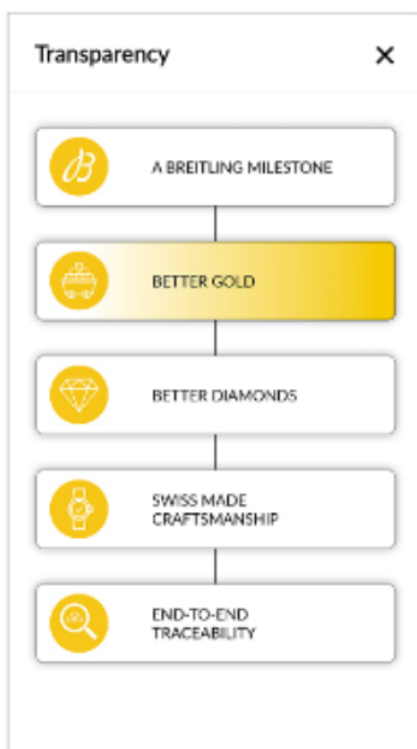 Transparency
A BREITLING MILESTONE
BETTER GOLD
BETTER DIAMONDS
SWISS MADE
CRAFTSMANSHIP
END-TO-END
TRACEABILITY